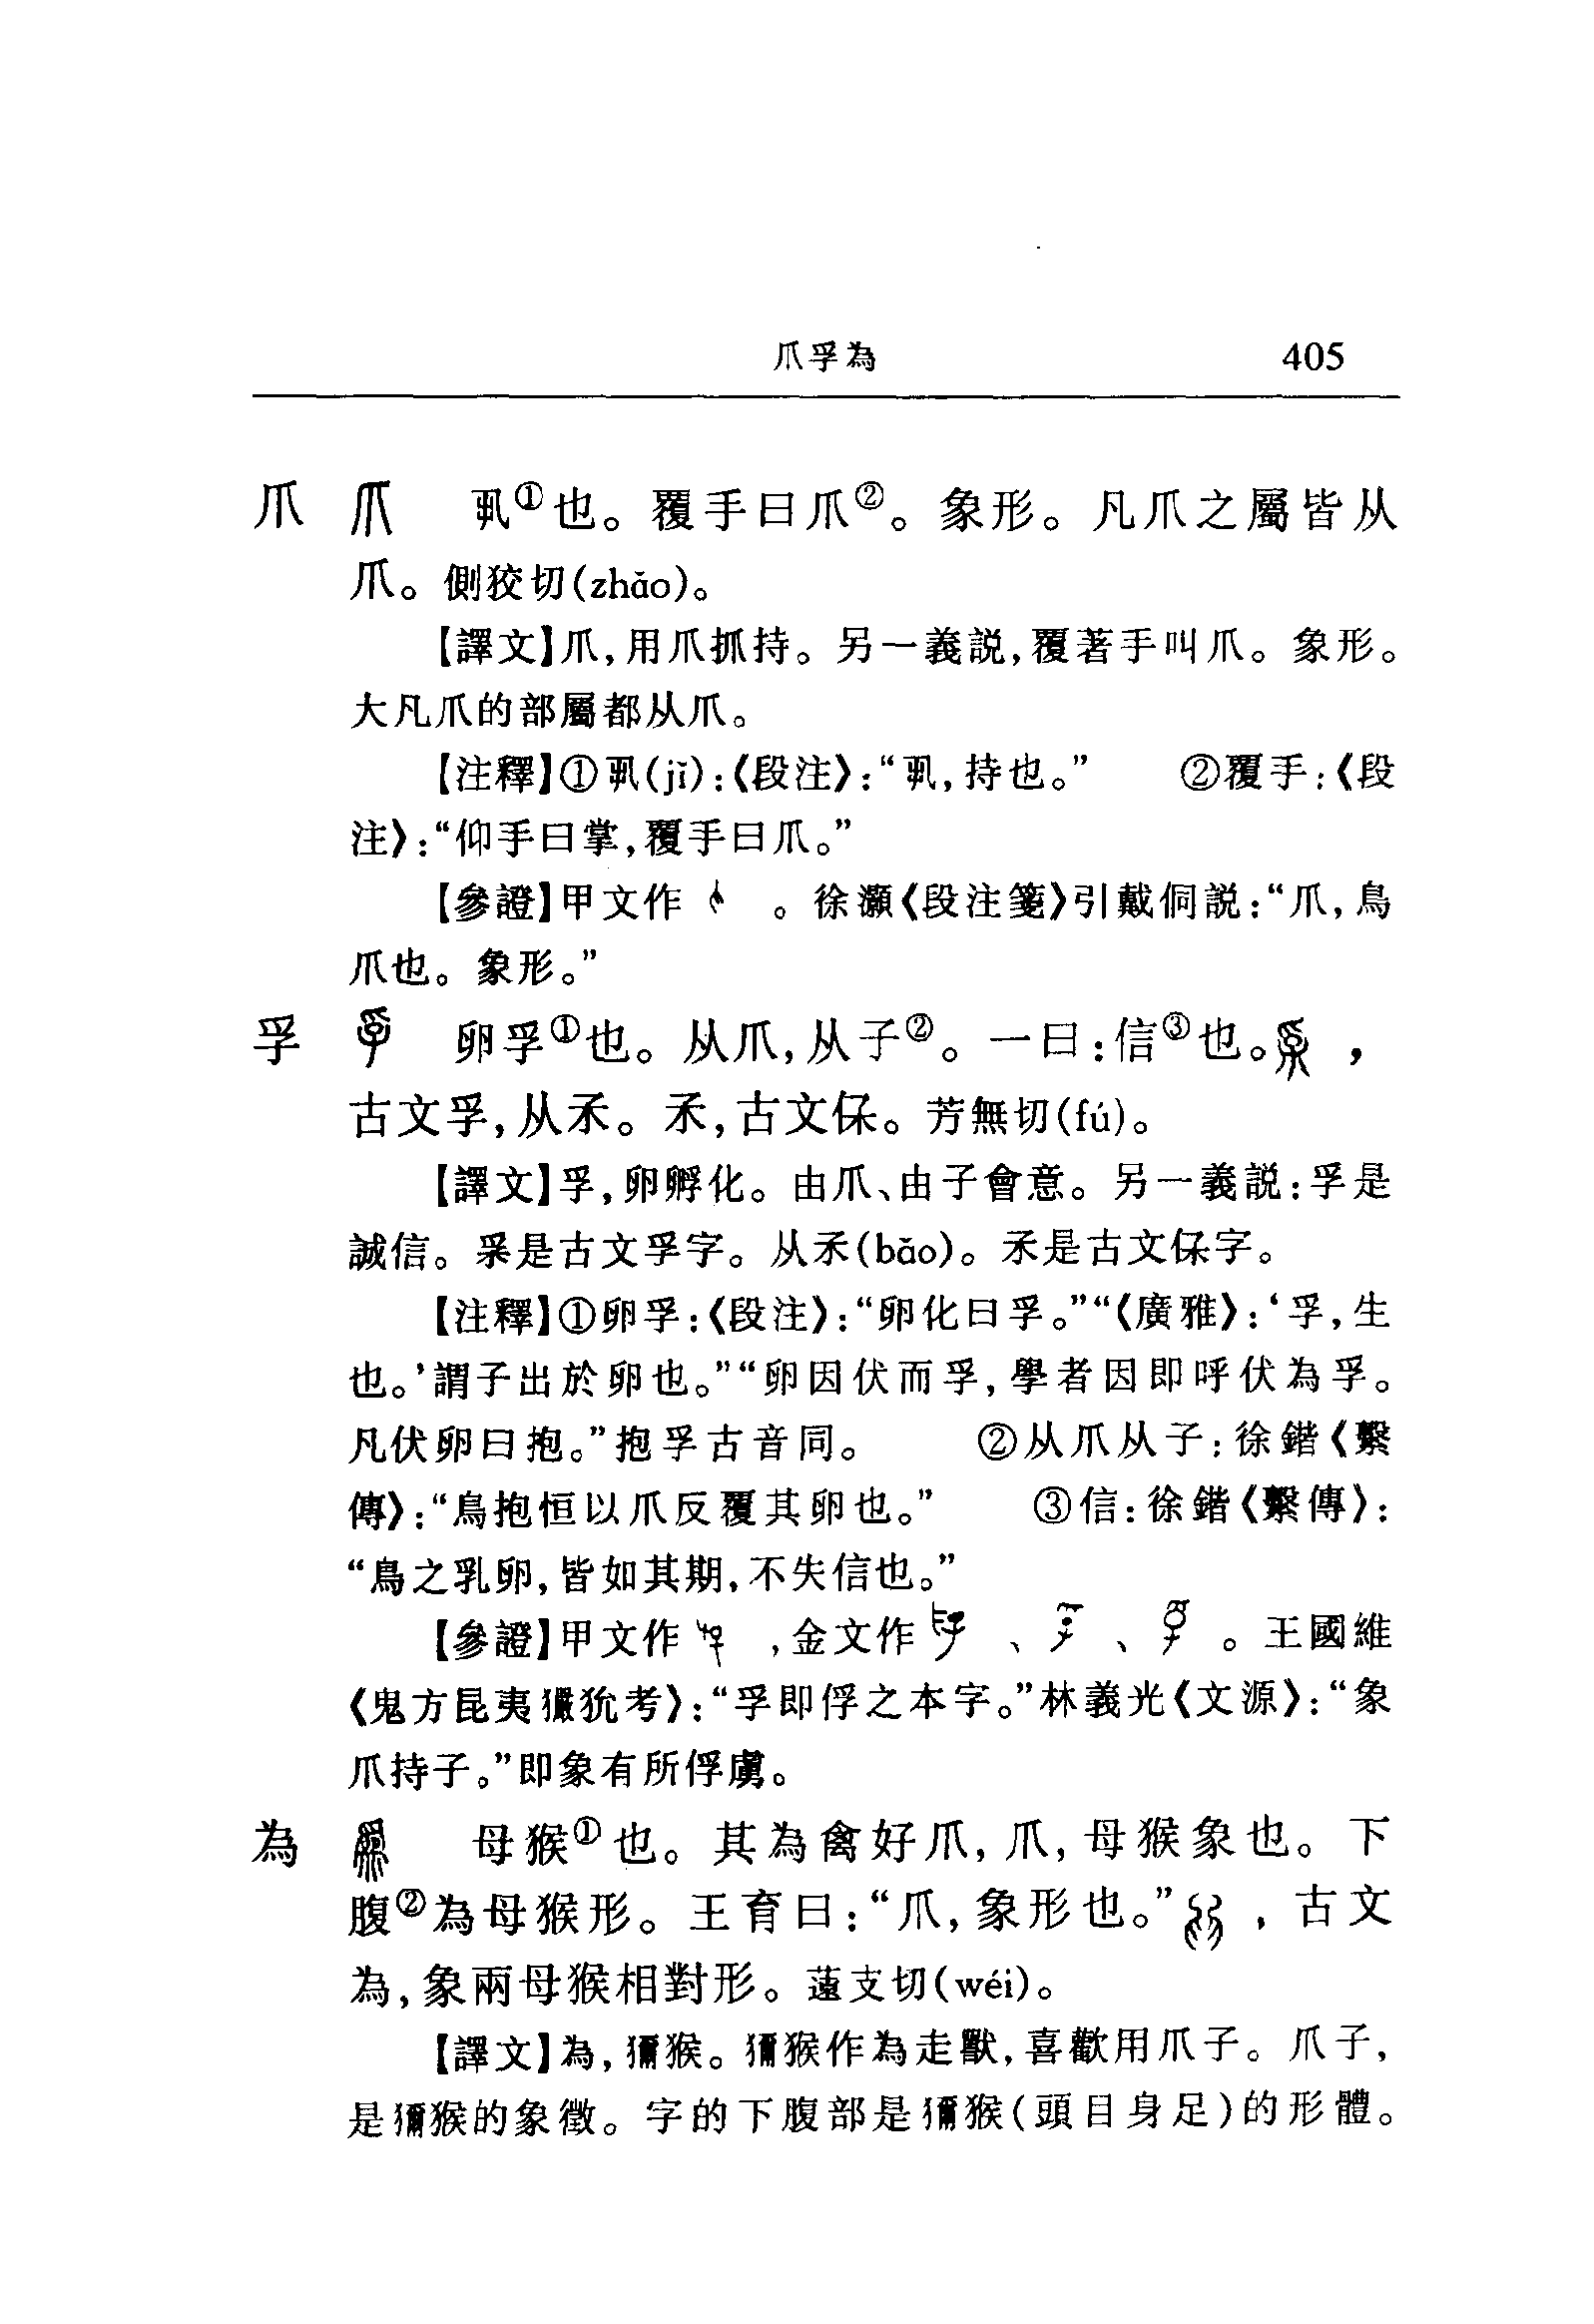 爪孚為 405
爪 丮①也。覆手曰爪②。象形。凡爪之屬皆从
爪。側狡切(zhǎo)。
【譯文】爪,用爪抓持。另一義説,覆著手叫爪。象形。
大凡爪的部屬都从爪。
【注釋】①丮(jǐ):《段注》:“丮,持也。” ②覆手:《段
注》:“仰手曰掌,覆手曰爪。”
【參證】甲文作 。徐灝《段注箋》引戴侗説:“爪,鳥
爪也。象形。”
孚 卵孚①也。从爪,从子②。一曰:信③也。 ,
古文孚,从𣎼。𣎼,古文保。芳無切(fú)。
【譯文】孚,卵孵化。由爪、由子會意。另一義説:孚是
誠信。𤓽是古文孚字。从𣎼(bǎo)。𣎼是古文保字。
【注釋】①卵孚:《段注》:“卵化曰孚。”“《廣雅》:‘孚,生
也。’謂子出於卵也。”“卵因伏而孚,學者因即呼伏為孚。
凡伏卵曰抱。”抱孚古音同。 ②从爪从子:徐鍇《繫
傳》:“鳥抱恒以爪反覆其卵也。” ③信:徐鍇《繫傳》:
“鳥之乳卵,皆如其期,不失信也。”
【參證】甲文作 ,金文作 、 、 。王國維
《鬼方昆夷玁狁考》:“孚即俘之本字。”林義光《文源》:“象
爪持子。”即象有所俘虜。
為 母猴①也。其為禽好爪,爪,母猴象也。下
腹②為母猴形。王育曰:“爪,象形也。” ,古文
為,象兩母猴相對形。薳支切(wéi)。
【譯文】為,獼猴。獼猴作為走獸,喜歡用爪子。爪子,
是獼猴的象徵。字的下腹部是獼猴(頭目身足)的形體。